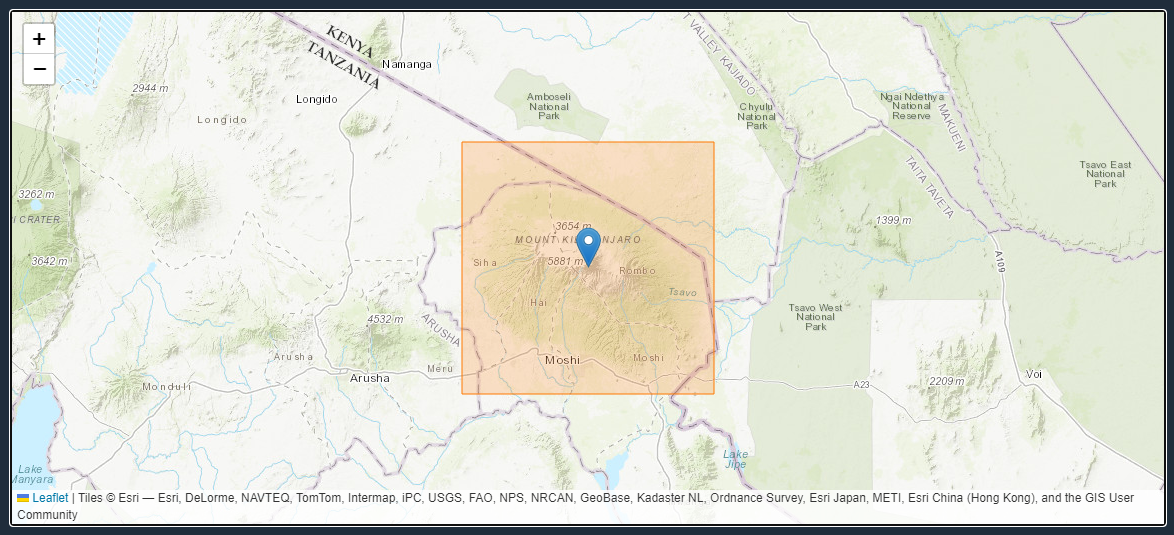 +
−
KENYA
TANZANIA
Namanga
2944 m
Longido
Longido
Amboseli
National
Park
T VALLEY KAJIADO
Chyulu
National
Park
Ngai Ndethya
National
Reserve
MAKUENI
TAITA TAVETA
Tsavo East
National
Park
3262 m
I CRATER
3642 m
1399 m
3654 m
5881 m
Siha
Rombo
Hai
Tsavo
A109
Tsavo West
National
Park
4532 m
ARUSHA
Arusha
Meru
Arusha
Monduli
Moshi
Moshi
A23
2209 m
Voi
Lake
Jipe
Lake
Manyara
Leaflet | Tiles © Esri — Esri, DeLorme, NAVTEQ, TomTom, Intermap, iPC, USGS, FAO, NPS, NRCAN, GeoBase, Kadaster NL, Ordnance Survey, Esri Japan, METI, Esri China (Hong Kong), and the GIS User
Community